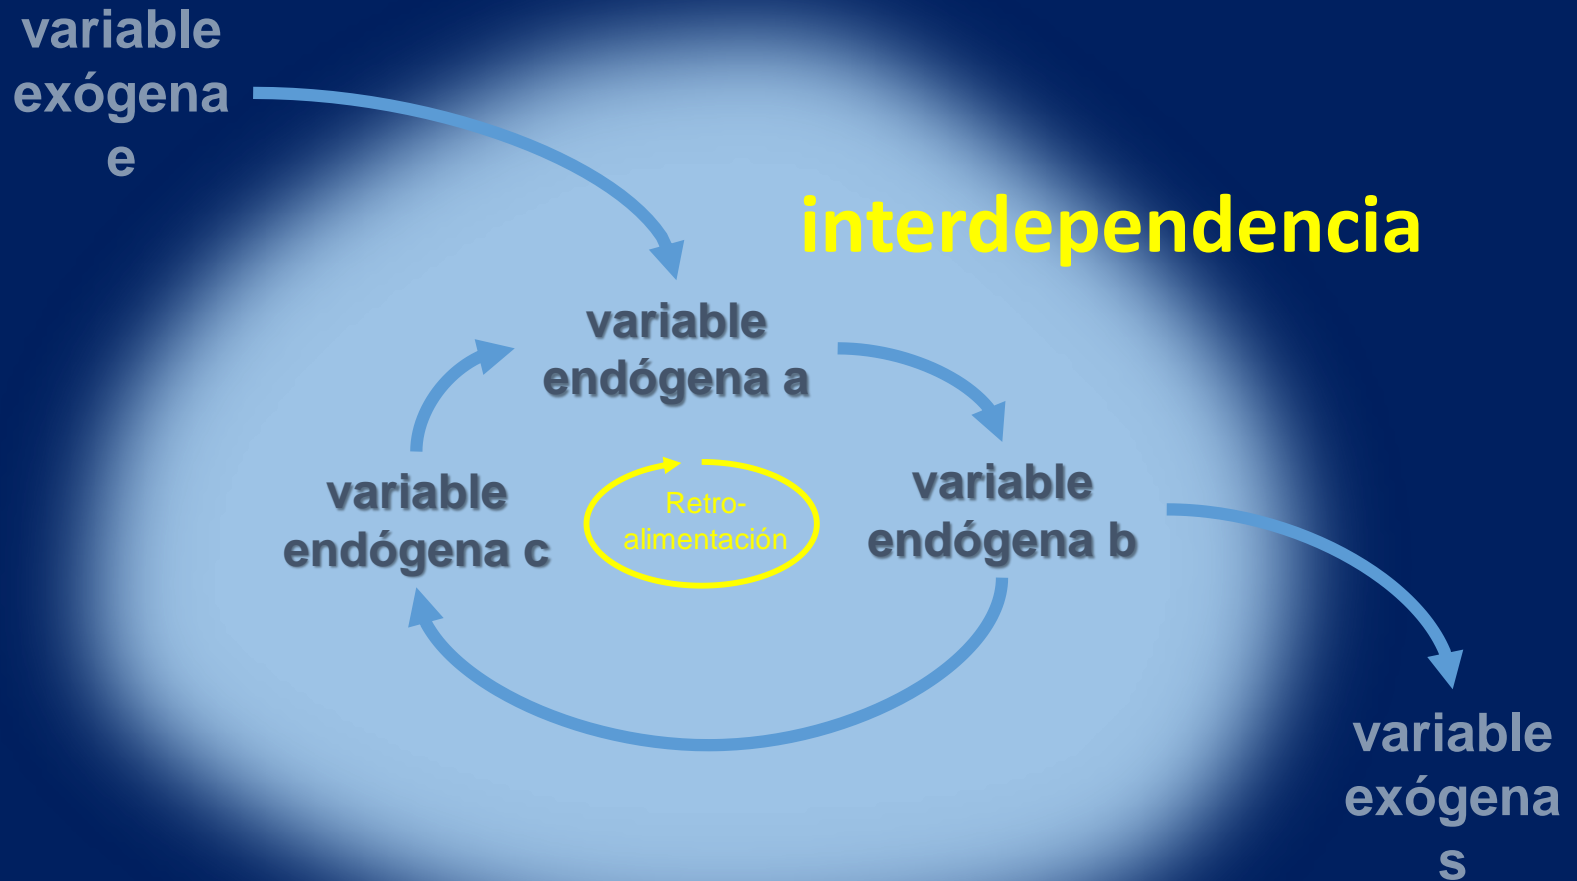 variable
exógena
e
interdependencia
variable
endógena a
variable
endógena b
variable
endógena c
Retro-
alimentación
variable
exógena
s